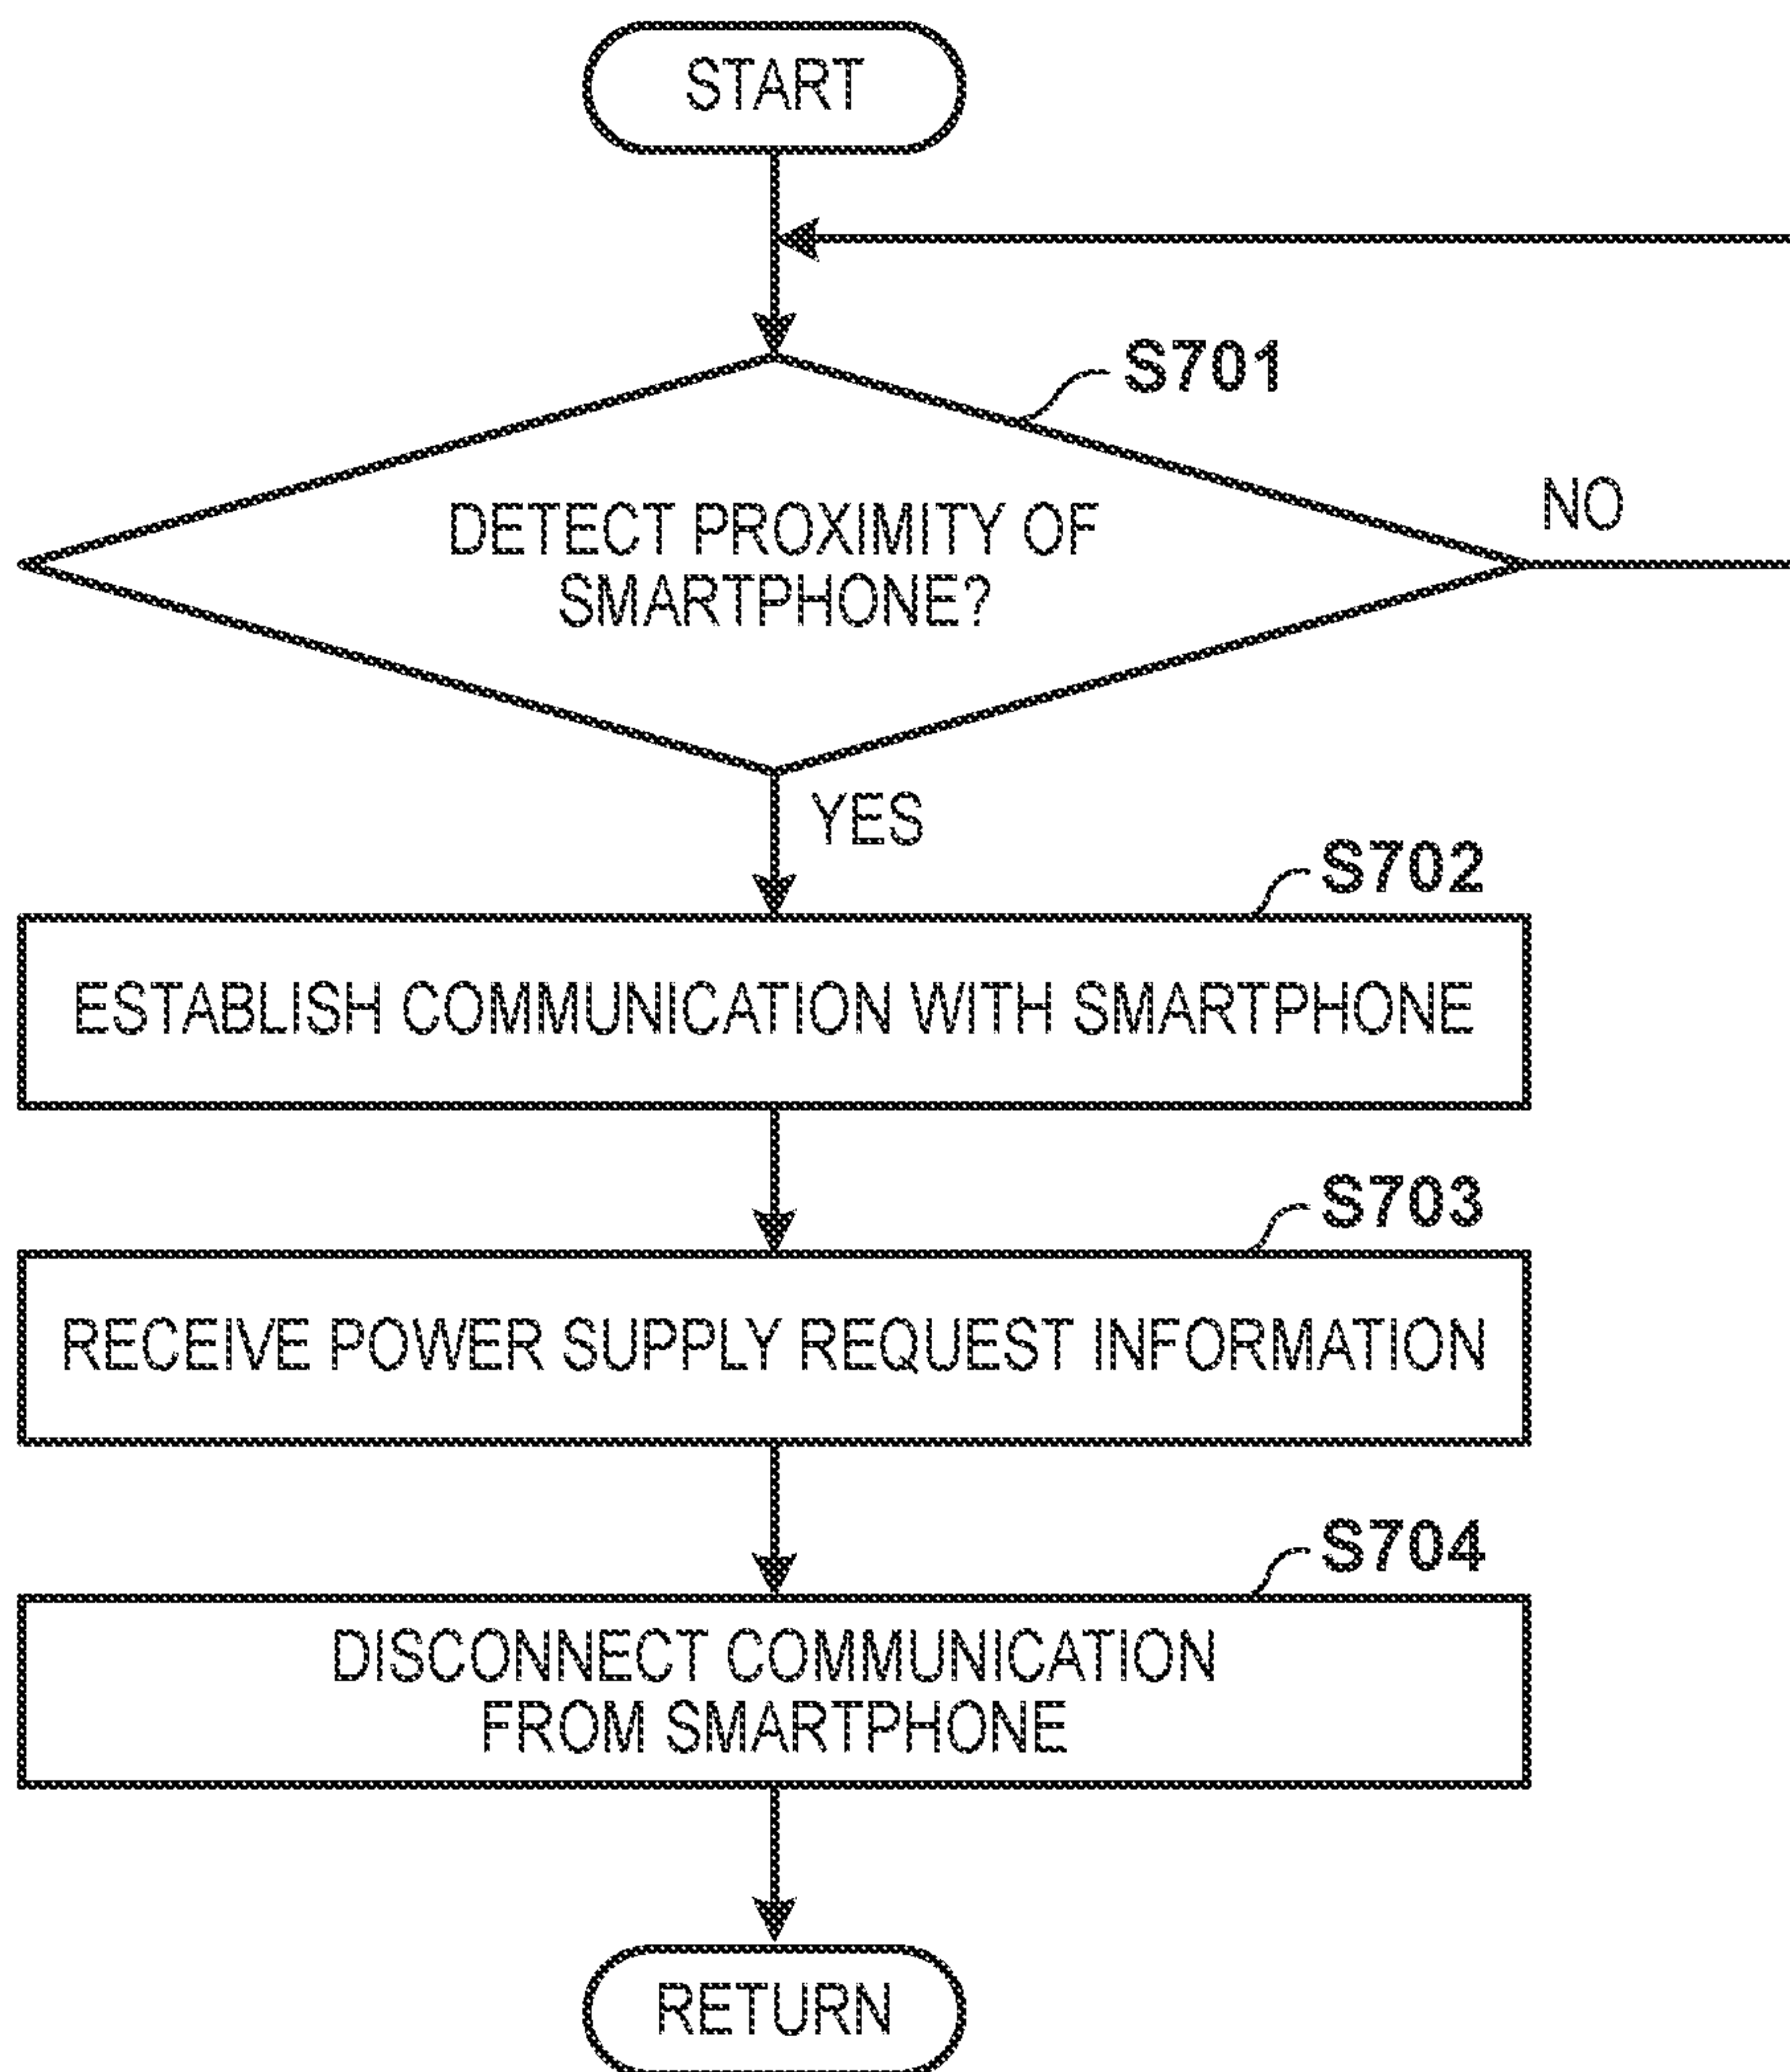 START
S701
DETECT PROXIMITY OF
SMARTPHONE?
NO
YES
S702
ESTABLISH COMMUNICATION WITH SMARTPHONE
S703
RECEIVE POWER SUPPLY REQUEST INFORMATION
S704
DISCONNECT COMMUNICATION
FROM SMARTPHONE
RETURN